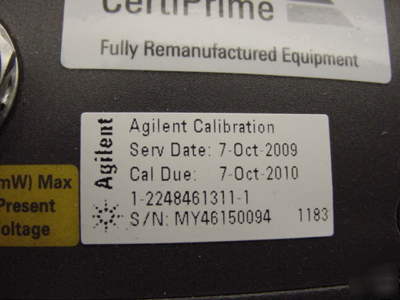 CertiPrime
Fully Remanufactured Equipment
Agilent
Agilent Calibration
Serv Date: 7-Oct-2009
Cal Due: 7-Oct-2010
1-2248461311-1
S/N: MY46150094 1183
mW) Max
Present
oltage